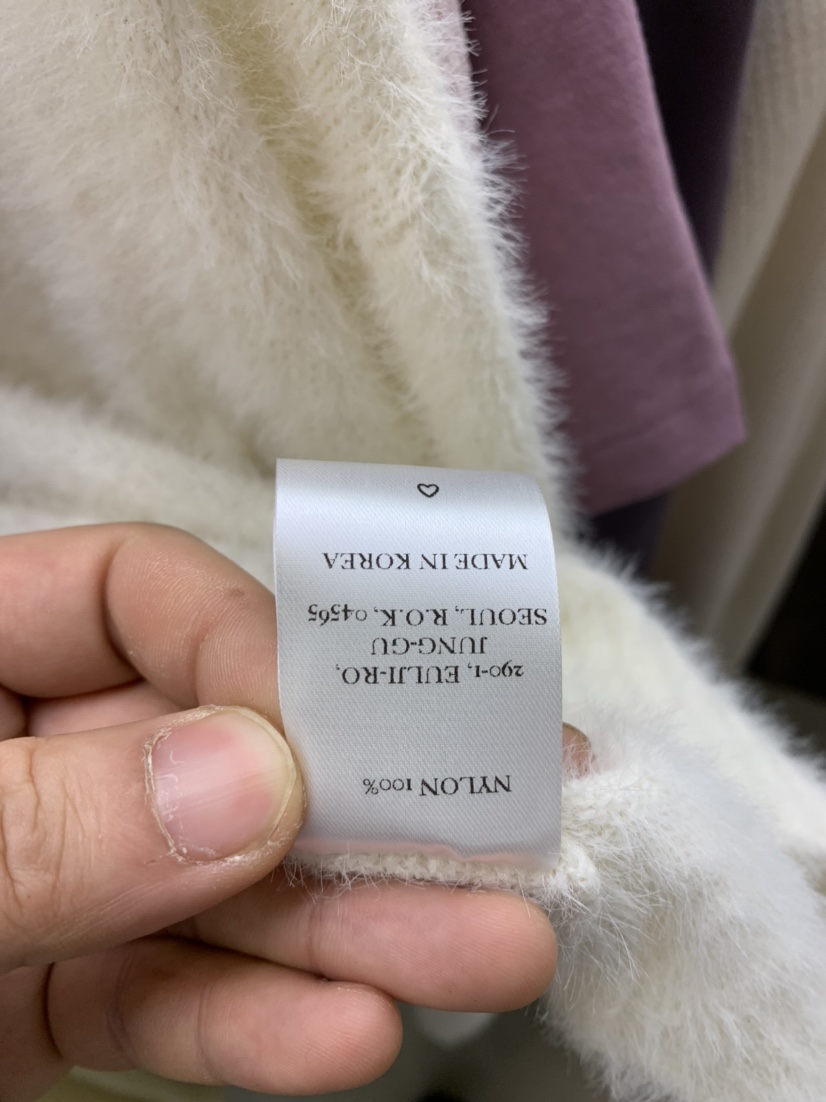 NYLON 100%
290-1, EULJI-RO,
JUNG-GU
SEOUL, R.O.K, 04565
MADE IN KOREA